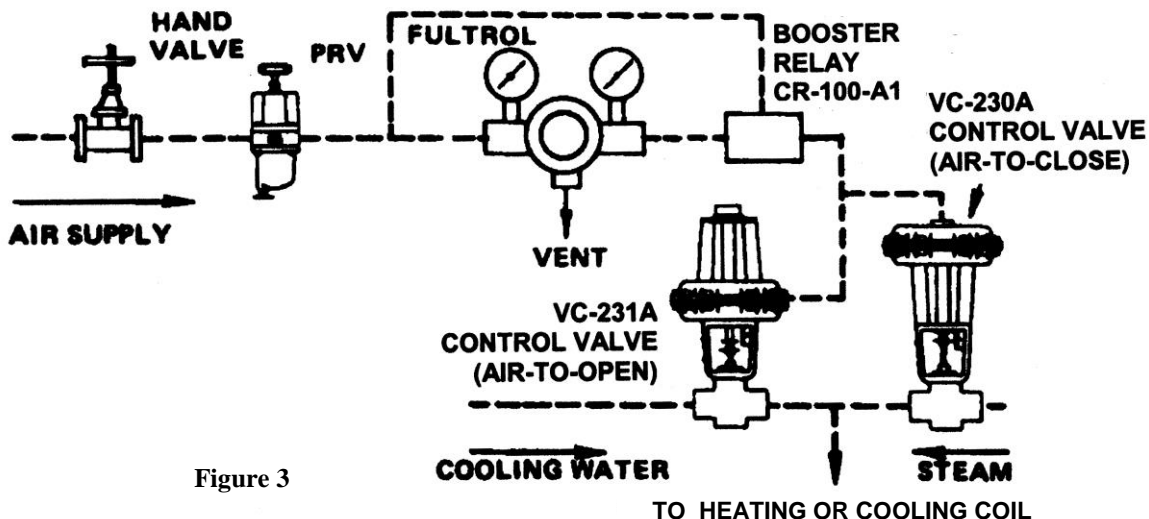 HAND
VALVE
PRV
FULTROL
BOOSTER
RELAY
CR-100-A1
VC-230A
CONTROL VALVE
(AIR-TO-CLOSE)
AIR SUPPLY
VENT
VC-231A
CONTROL VALVE
(AIR-TO-OPEN)
COOLING WATER
STEAM
Figure 3
TO HEATING OR COOLING COIL